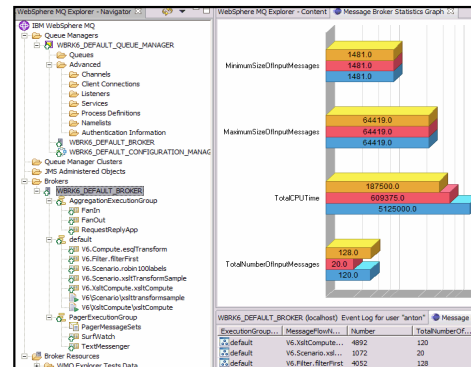 WebSphere MQ Explorer - Navigator
IBM WebSphere MQ
Queue Managers
WBRK6_DEFAULT_QUEUE_MANAGER
Queues
Advanced
Channels
Client Connections
Listeners
Services
Process Definitions
Namelists
Authentication Information
WBRK6_DEFAULT_BROKER
WBRK6_DEFAULT_CONFIGURATION_MANAG
Queue Manager Clusters
JMS Administered Objects
Brokers
WBRK6_DEFAULT_BROKER
AggregationExecutionGroup
FanIn
FanOut
RequestReplyApp
default
V6.Compute.esqlTransform
V6.Filter.filterFirst
V6.Scenario.robin100labels
V6.Scenario.xsltTransformSample
V6.XsltCompute.xsltCompute
V6\Scenario\xslttransformsample
V6\XsltCompute\xsltCompute
PagerExecutionGroup
PagerMessageSets
SurfWatch
TextMessenger
Broker Resources
WMQ Explorer Tests Data
WebSphere MQ Explorer - Content
Message Broker Statistics Graph
MinimumSizeOfInputMessages
1481.0
1481.0
1481.0
MaximumSizeOfInputMessages
64419.0
64419.0
64419.0
TotalCPUTime
187500.0
609375.0
5125000.0
TotalNumberOfInputMessages
128.0
20.0
120.0
WBRK6_DEFAULT_BROKER (localhost) Event Log for user "anton"
Message
ExecutionGroup... MessageFlowN... Number TotalNumberOf...
default V6.XsltCompute... 4892 120
default V6.Scenario.xsl... 1072 20
default V6.Filter.filterFirst 4052 128